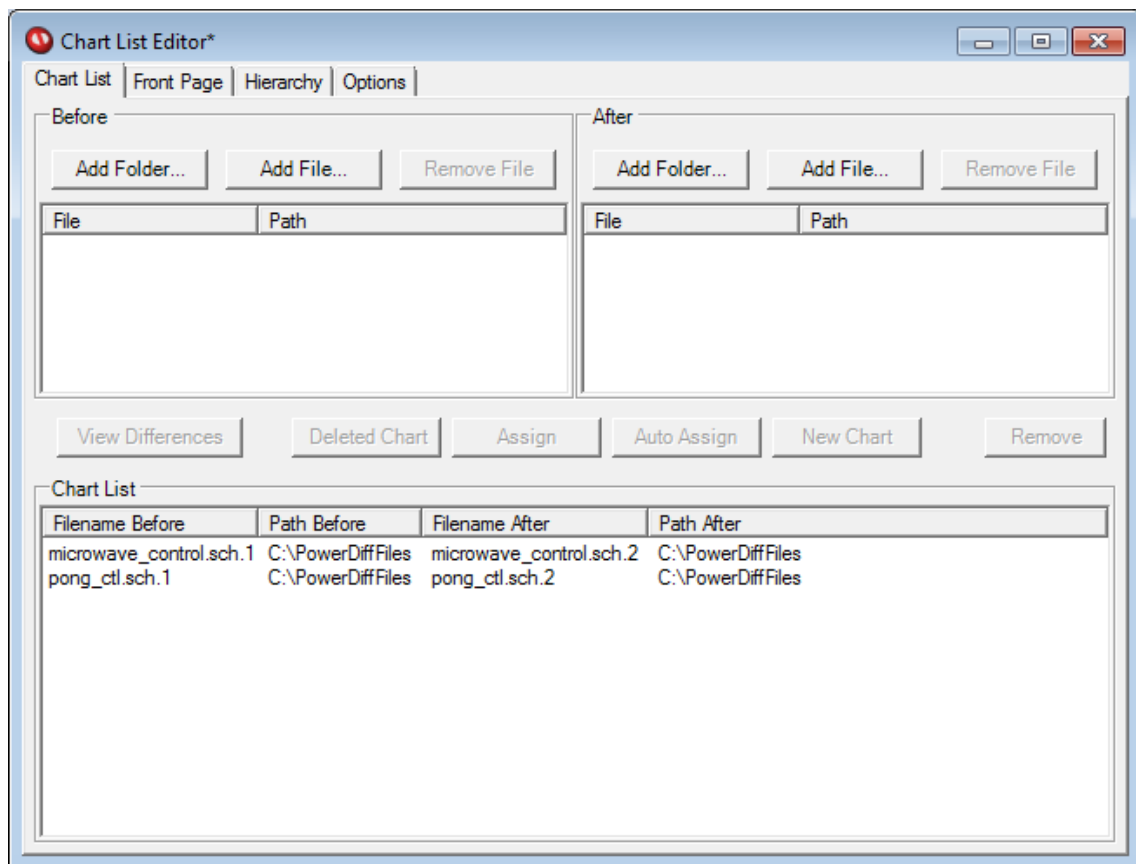 Chart List Editor*
Chart List Front Page Hierarchy Options
Before After
Add Folder... Add File... Remove File Add Folder... Add File... Remove File
File Path File Path
View Differences Deleted Chart Assign Auto Assign New Chart Remove
Chart List
Filename Before Path Before Filename After Path After
microwave_control.sch.1 C:\PowerDiffFiles microwave_control.sch.2 C:\PowerDiffFiles
pong_ctl.sch.1 C:\PowerDiffFiles pong_ctl.sch.2 C:\PowerDiffFiles